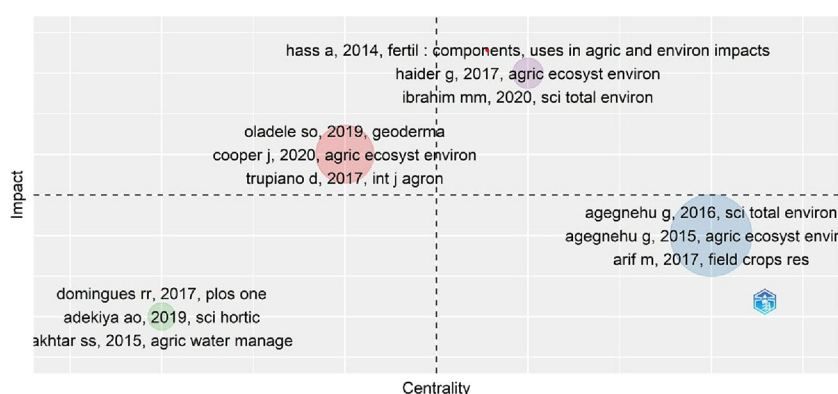 hass a, 2014, fertil : components, uses in agric and environ impacts
haider g, 2017, agric ecosyst environ
ibrahim mm, 2020, sci total environ
oladele so, 2019, geoderma
cooper j, 2020, agric ecosyst environ
trupiano d, 2017, int j agron
Impact
agegnehu g, 2016, sci total environ
agegnehu g, 2015, agric ecosyst envir
arif m, 2017, field crops res
domingues rr, 2017, plos one
adekiya ao, 2019, sci hortic
akhtar ss, 2015, agric water manage
Centrality